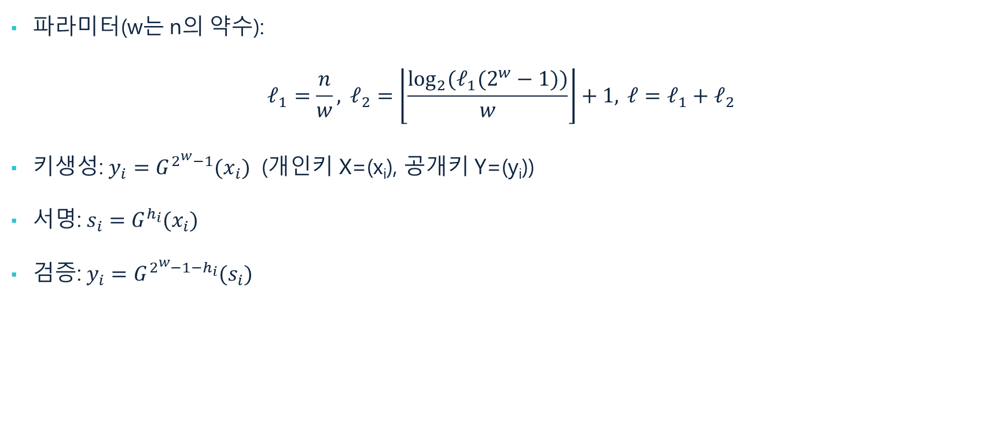 ▪ 파라미터(w는 n의 약수):
ℓ₁ = n/w, ℓ₂ = ⌊log₂(ℓ₁(2^w − 1))/w⌋ + 1, ℓ = ℓ₁ + ℓ₂
▪ 키생성: y_i = G^{2^w−1}(x_i) (개인키 X=(x_i), 공개키 Y=(y_i))
▪ 서명: s_i = G^{h_i}(x_i)
▪ 검증: y_i = G^{2^w−1−h_i}(s_i)